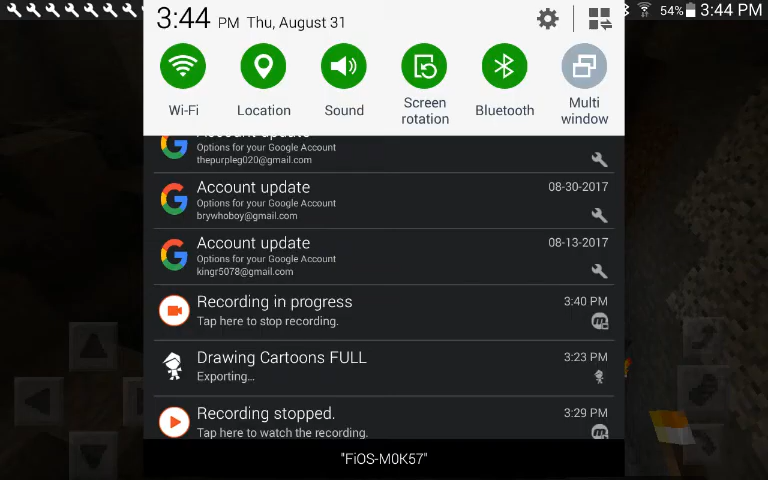 3:44 PM Thu, August 31
54% 3:44 PM
Wi-Fi
Location
Sound
Screen rotation
Bluetooth
Multi window
Account update
Options for your Google Account
thepurpleg020@gmail.com
Account update 08-30-2017
Options for your Google Account
brywhoboy@gmail.com
Account update 08-13-2017
Options for your Google Account
kingr5078@gmail.com
Recording in progress 3:40 PM
Tap here to stop recording.
Drawing Cartoons FULL 3:23 PM
Exporting...
Recording stopped. 3:29 PM
Tap here to watch the recording.
"FiOS-M0K57"